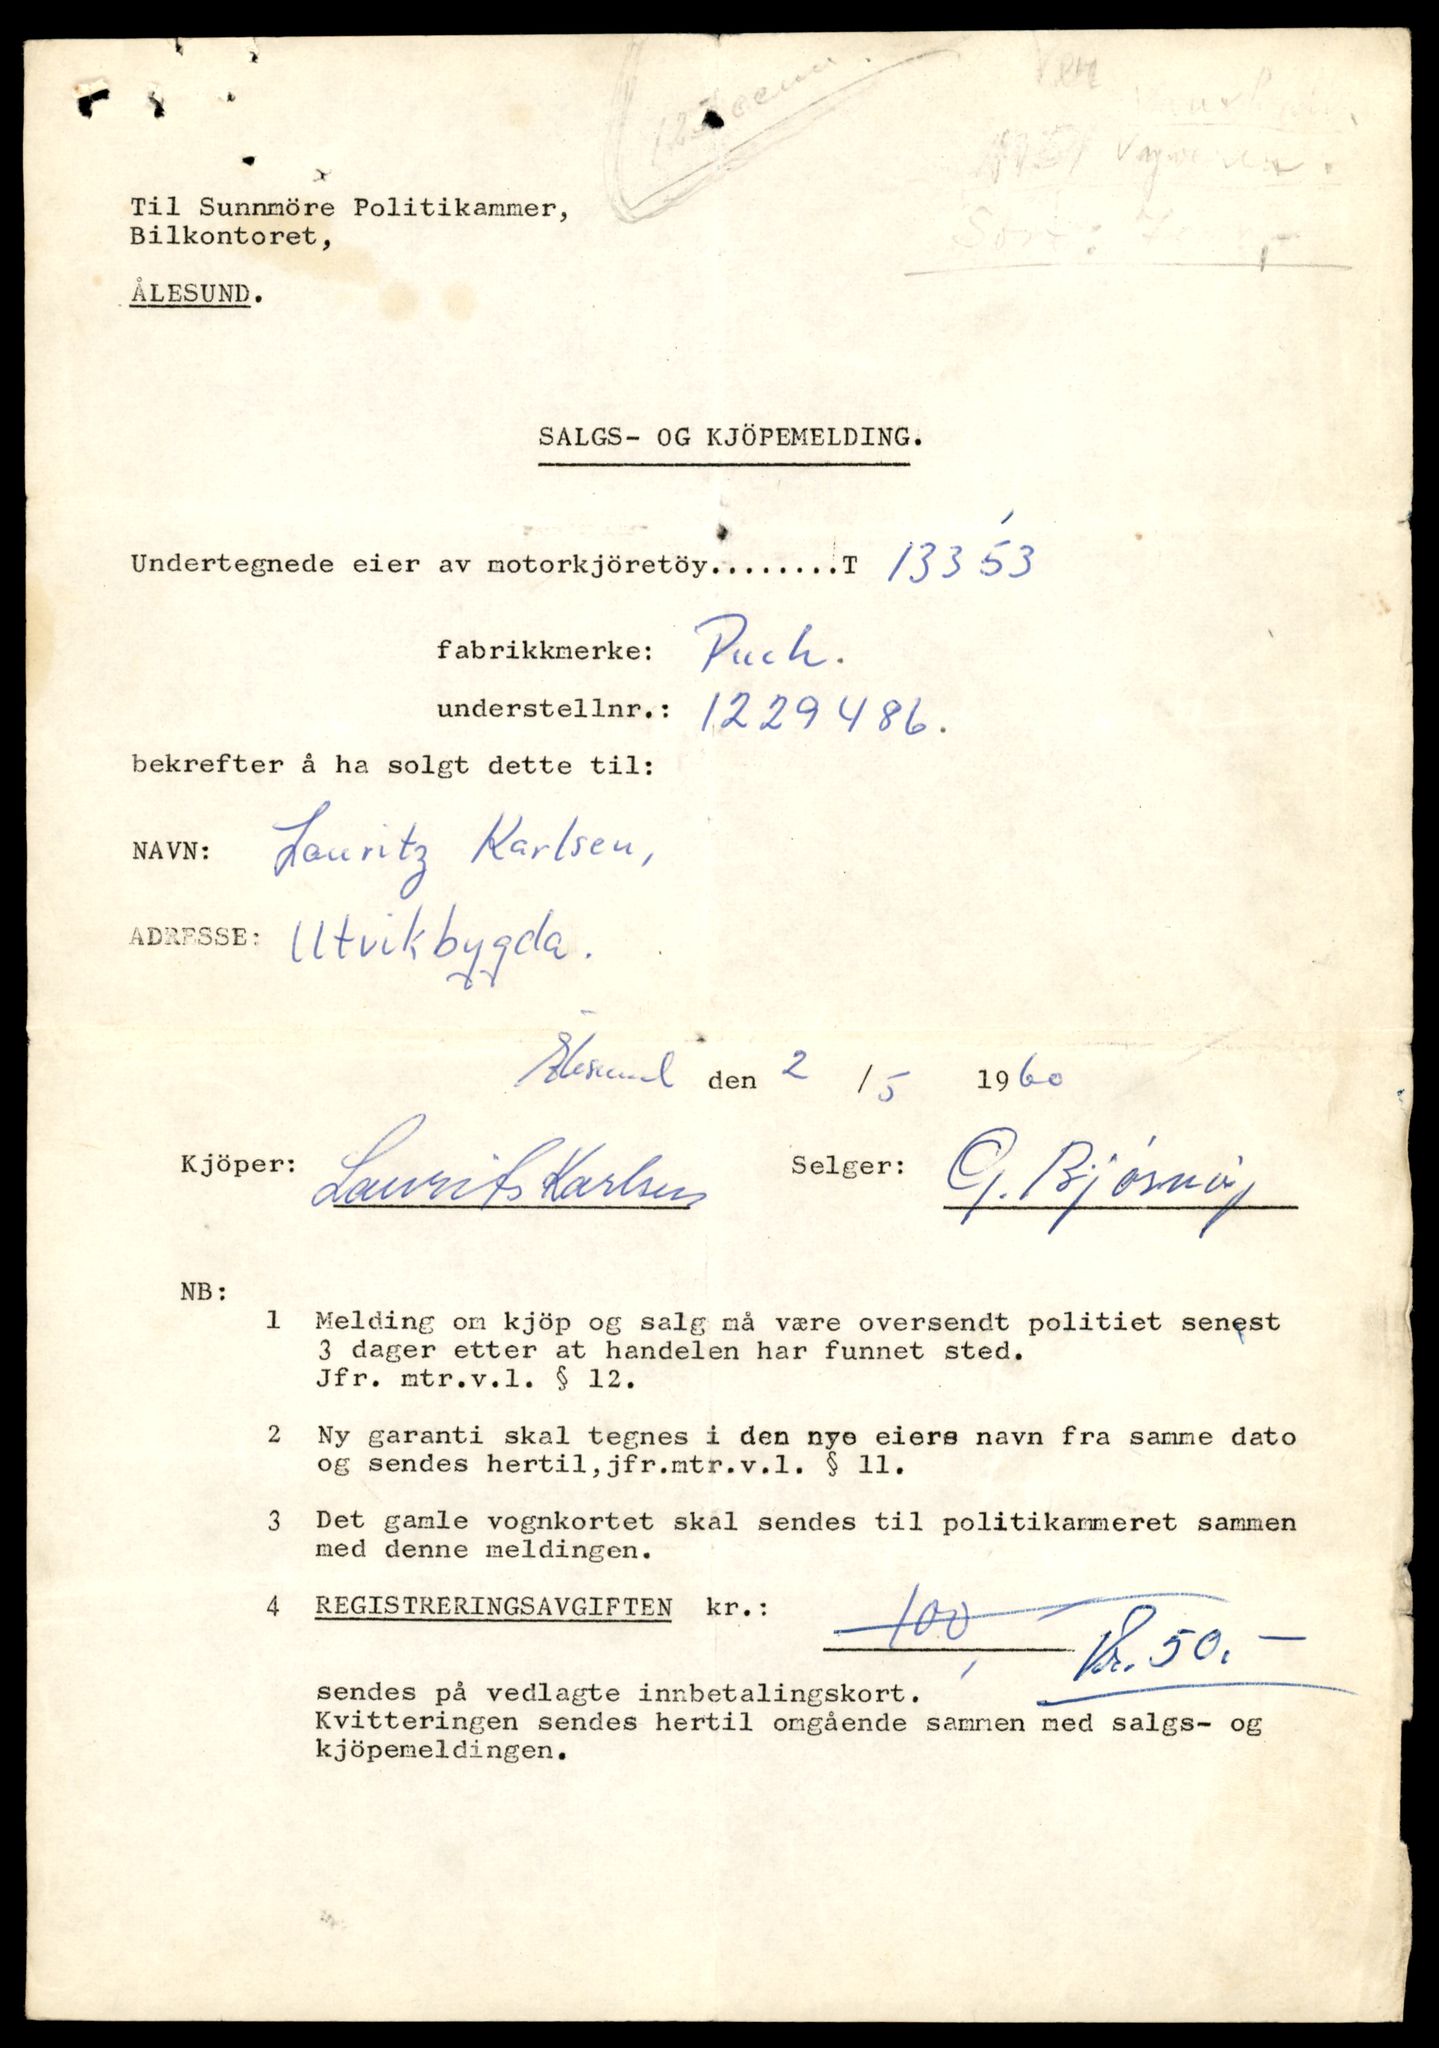 Til Sunnmöre Politikammer,
Bilkontoret,
ÅLESUND.
SALGS- OG KJÖPEMELDING.
Undertegnede eier av motorkjöretöy........T 13353
fabrikkmerke: Puch.
understellnr.: 1229486.
bekrefter å ha solgt dette til:
NAVN: Lauritz Karlsen,
ADRESSE: Utvikbygda.
Ålesund den 2/5 1960
Kjöper: Laurits Karlsen Selger: G. Bjørnøy
NB:
1 Melding om kjöp og salg må være oversendt politiet senest
3 dager etter at handelen har funnet sted.
Jfr. mtr.v.l. § 12.
2 Ny garanti skal tegnes i den nye eiers navn fra samme dato
og sendes hertil,jfr.mtr.v.l. § 11.
3 Det gamle vognkortet skal sendes til politikammeret sammen
med denne meldingen.
4 REGISTRERINGSAVGIFTEN kr.: 100 Kr. 50.-
sendes på vedlagte innbetalingskort.
Kvitteringen sendes hertil omgående sammen med salgs- og
kjöpemeldingen.